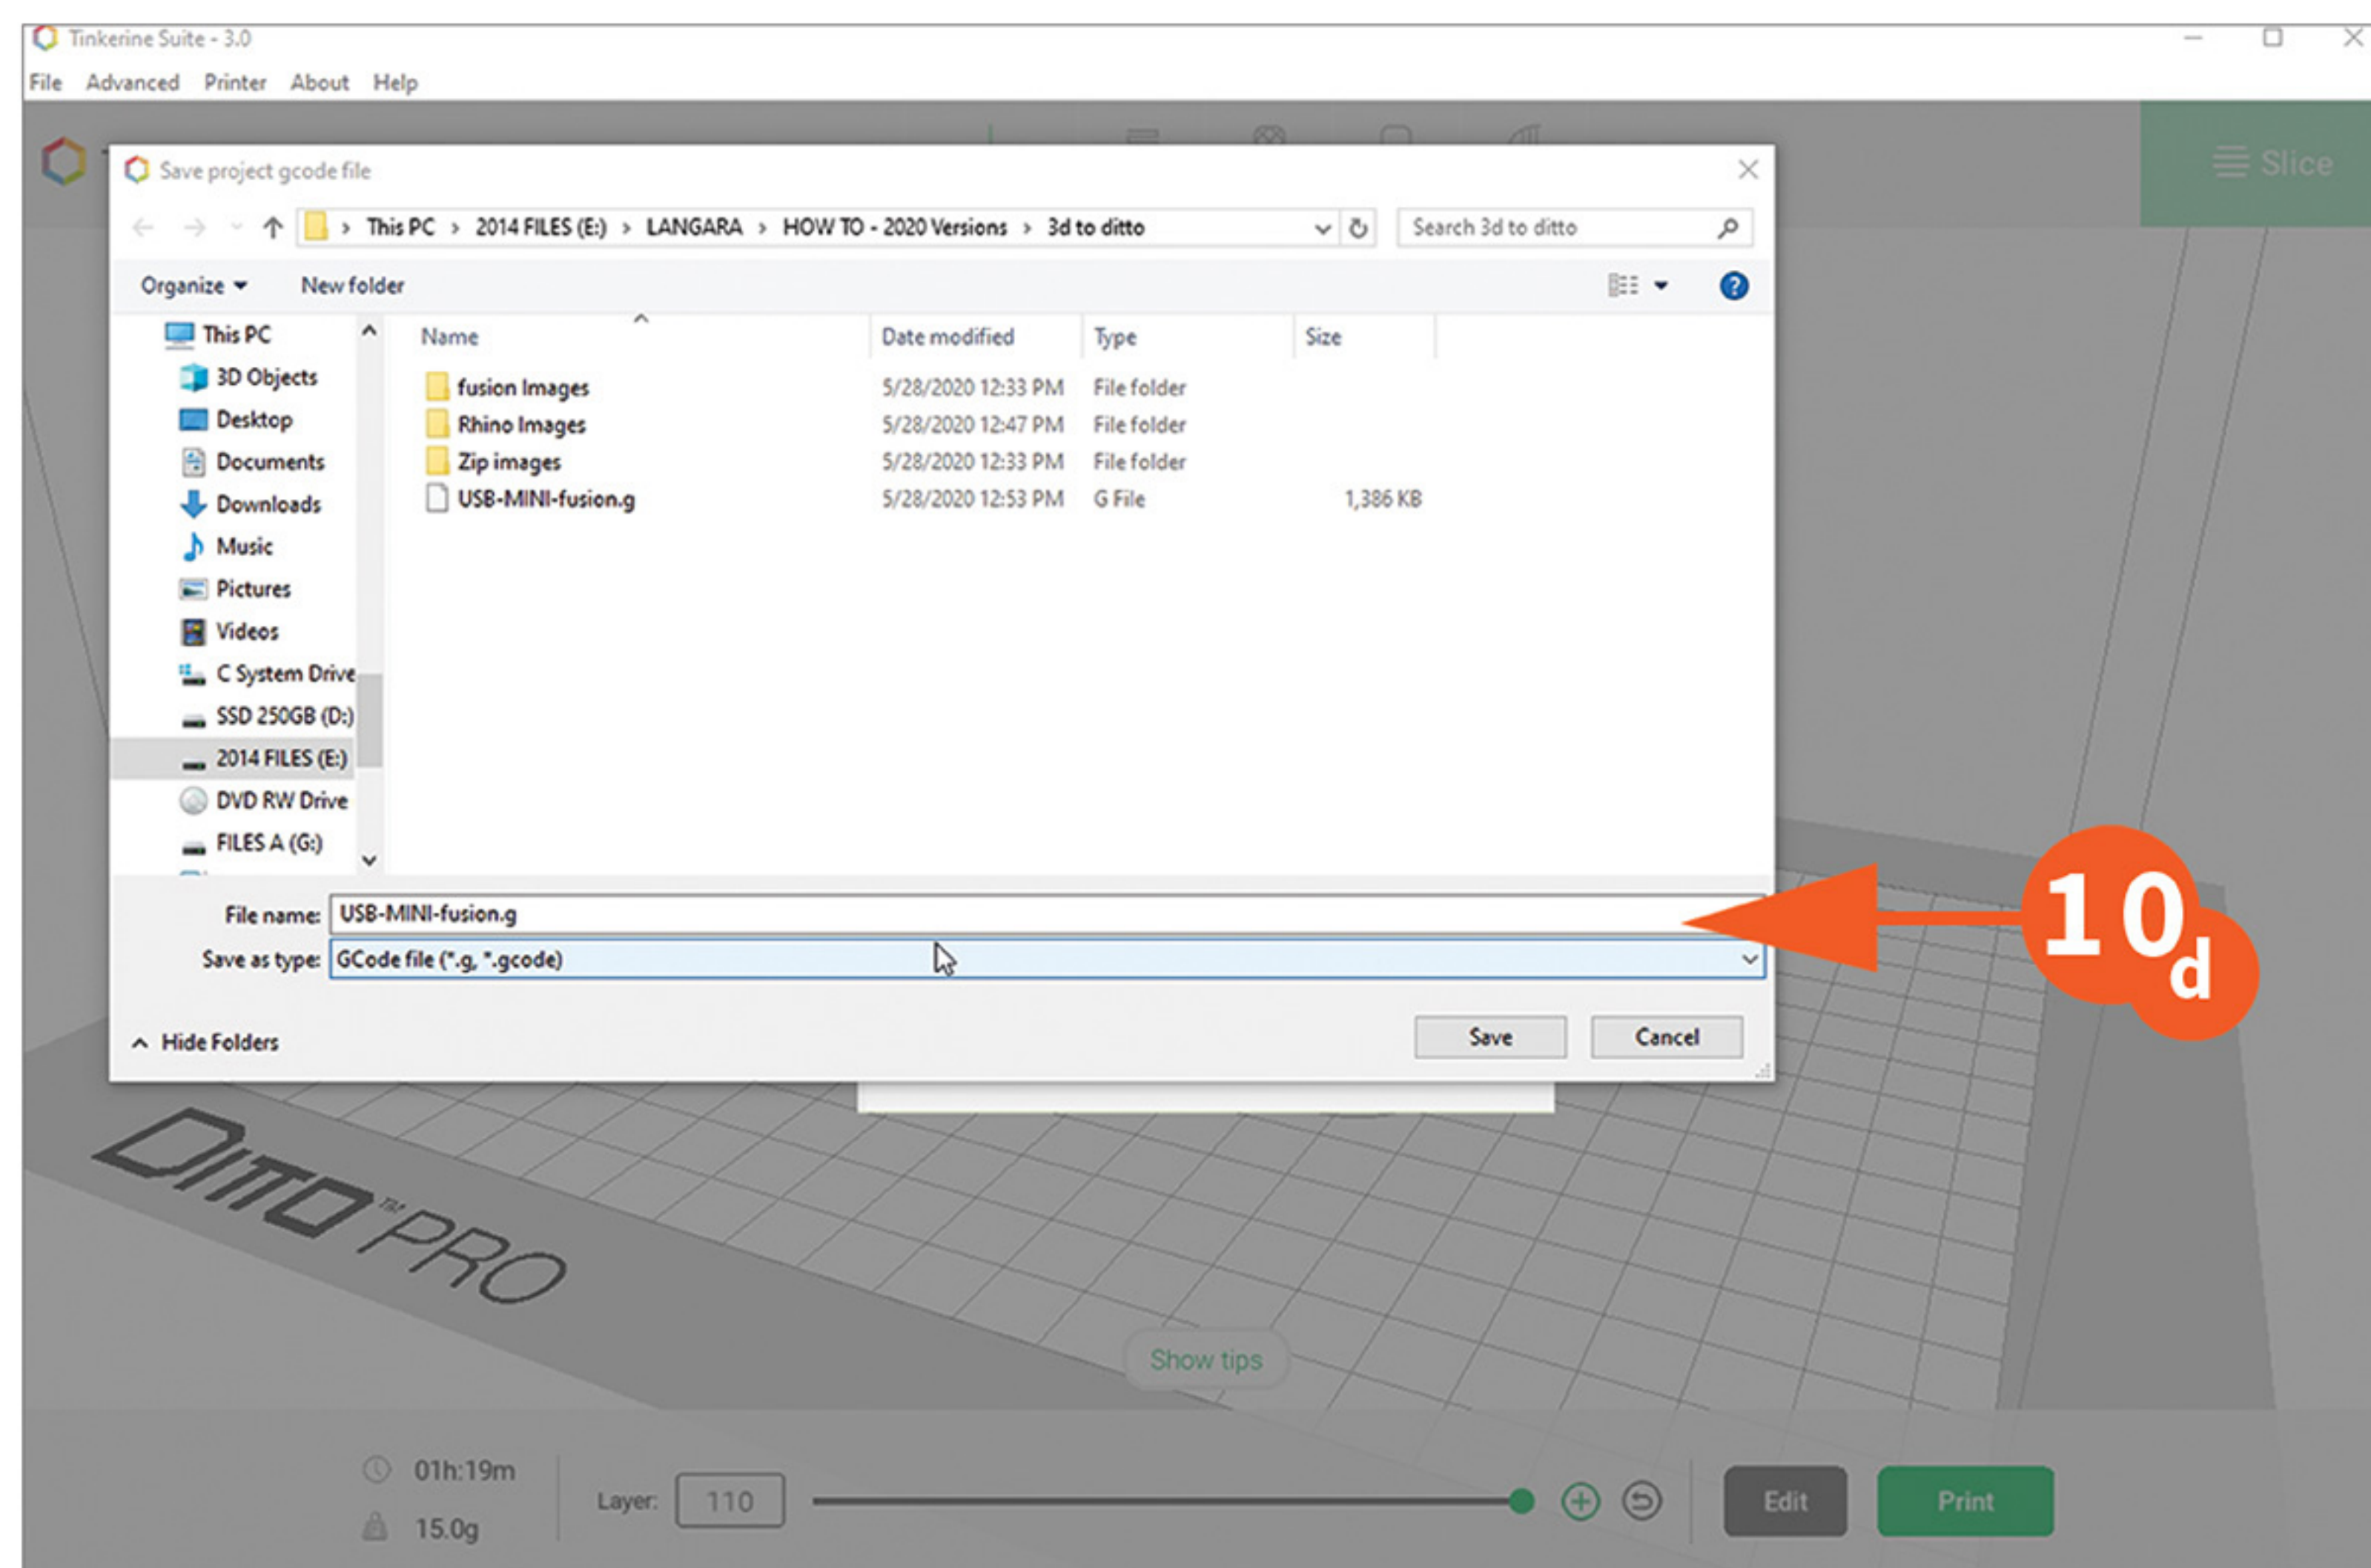 Tinkerine Suite - 3.0
File Advanced Printer About Help
Slice
Save project gcode file
This PC > 2014 FILES (E:) > LANGARA > HOW TO - 2020 Versions > 3d to ditto
Search 3d to ditto
Organize New folder
Name Date modified Type Size
This PC
3D Objects
Desktop
Documents
Downloads
Music
Pictures
Videos
C System Drive
SSD 250GB (D:)
2014 FILES (E:)
DVD RW Drive
FILES A (G:)
fusion Images 5/28/2020 12:33 PM File folder
Rhino Images 5/28/2020 12:47 PM File folder
Zip images 5/28/2020 12:33 PM File folder
USB-MINI-fusion.g 5/28/2020 12:53 PM G File 1,386 KB
File name: USB-MINI-fusion.g
Save as type: GCode file (*.g, *.gcode)
Hide Folders
Save Cancel
10d
DITTO™ PRO
Show tips
01h:19m
15.0g
Layer: 110
Edit Print